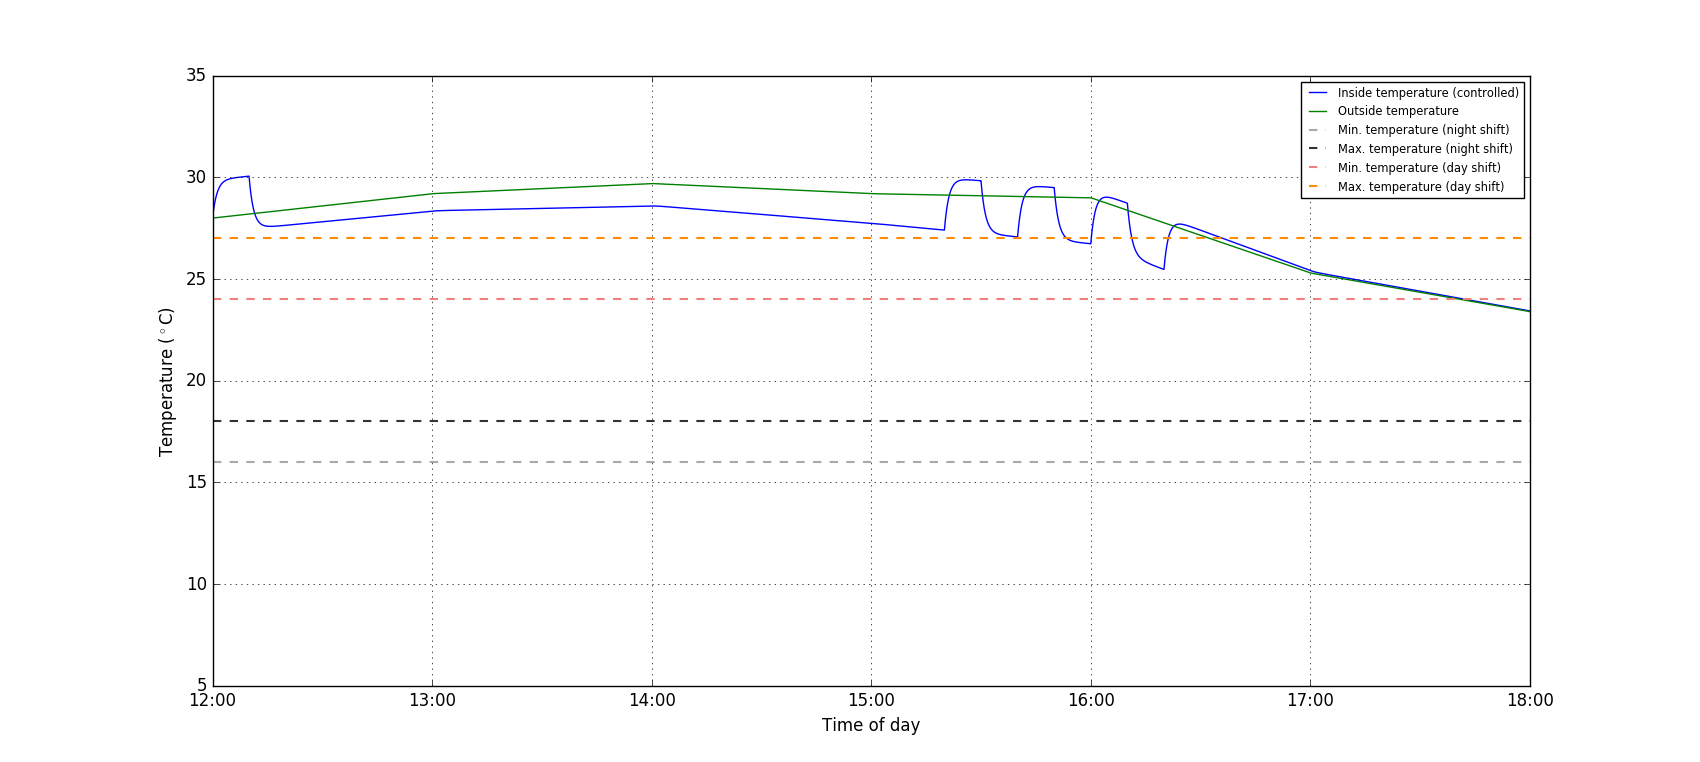 35
30
25
20
15
10
5
Temperature (°C)
Inside temperature (controlled)
Outside temperature
Min. temperature (night shift)
Max. temperature (night shift)
Min. temperature (day shift)
Max. temperature (day shift)
12:00 13:00 14:00 15:00 16:00 17:00 18:00
Time of day